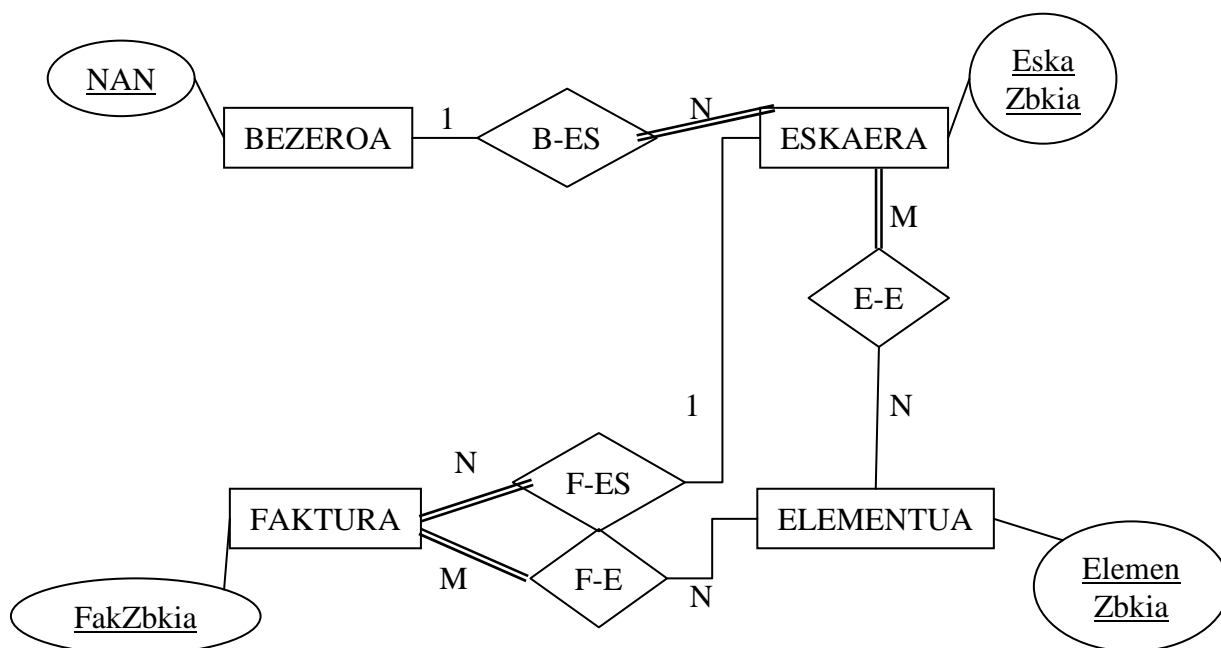 NAN
Eska
Zbkia
BEZEROA
1
B-ES
N
ESKAERA
M
E-E
N
1
N
F-ES
FAKTURA
ELEMENTUA
M
F-E
N
Elemen
Zbkia
FakZbkia